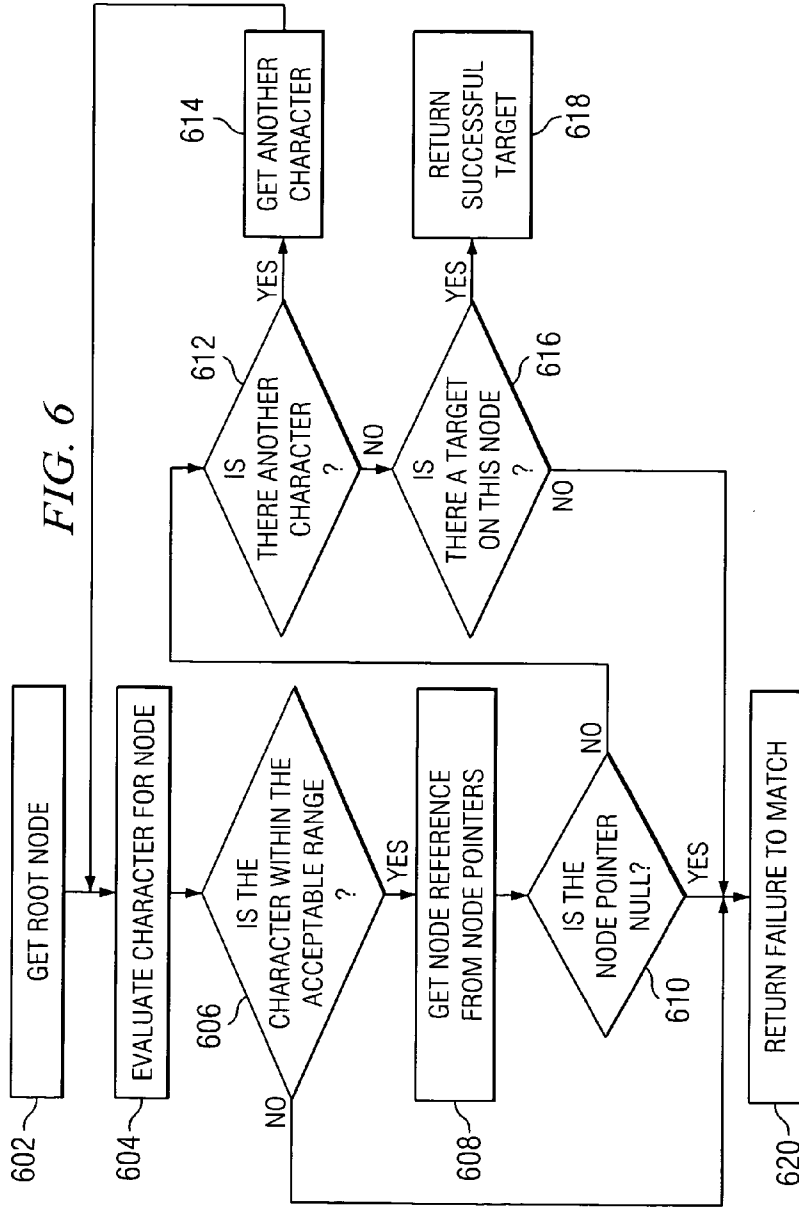 FIG. 6
602
GET ROOT NODE
604
EVALUATE CHARACTER FOR NODE
606
IS THE
CHARACTER WITHIN THE
ACCEPTABLE RANGE
?
NO
YES
608
GET NODE REFERENCE
FROM NODE POINTERS
IS THE
NODE POINTER
NULL?
610
NO
YES
620
RETURN FAILURE TO MATCH
612
IS
THERE ANOTHER
CHARACTER
?
YES
NO
614
GET ANOTHER
CHARACTER
IS
THERE A TARGET
ON THIS NODE
?
616
YES
NO
RETURN
SUCCESSFUL
TARGET
618